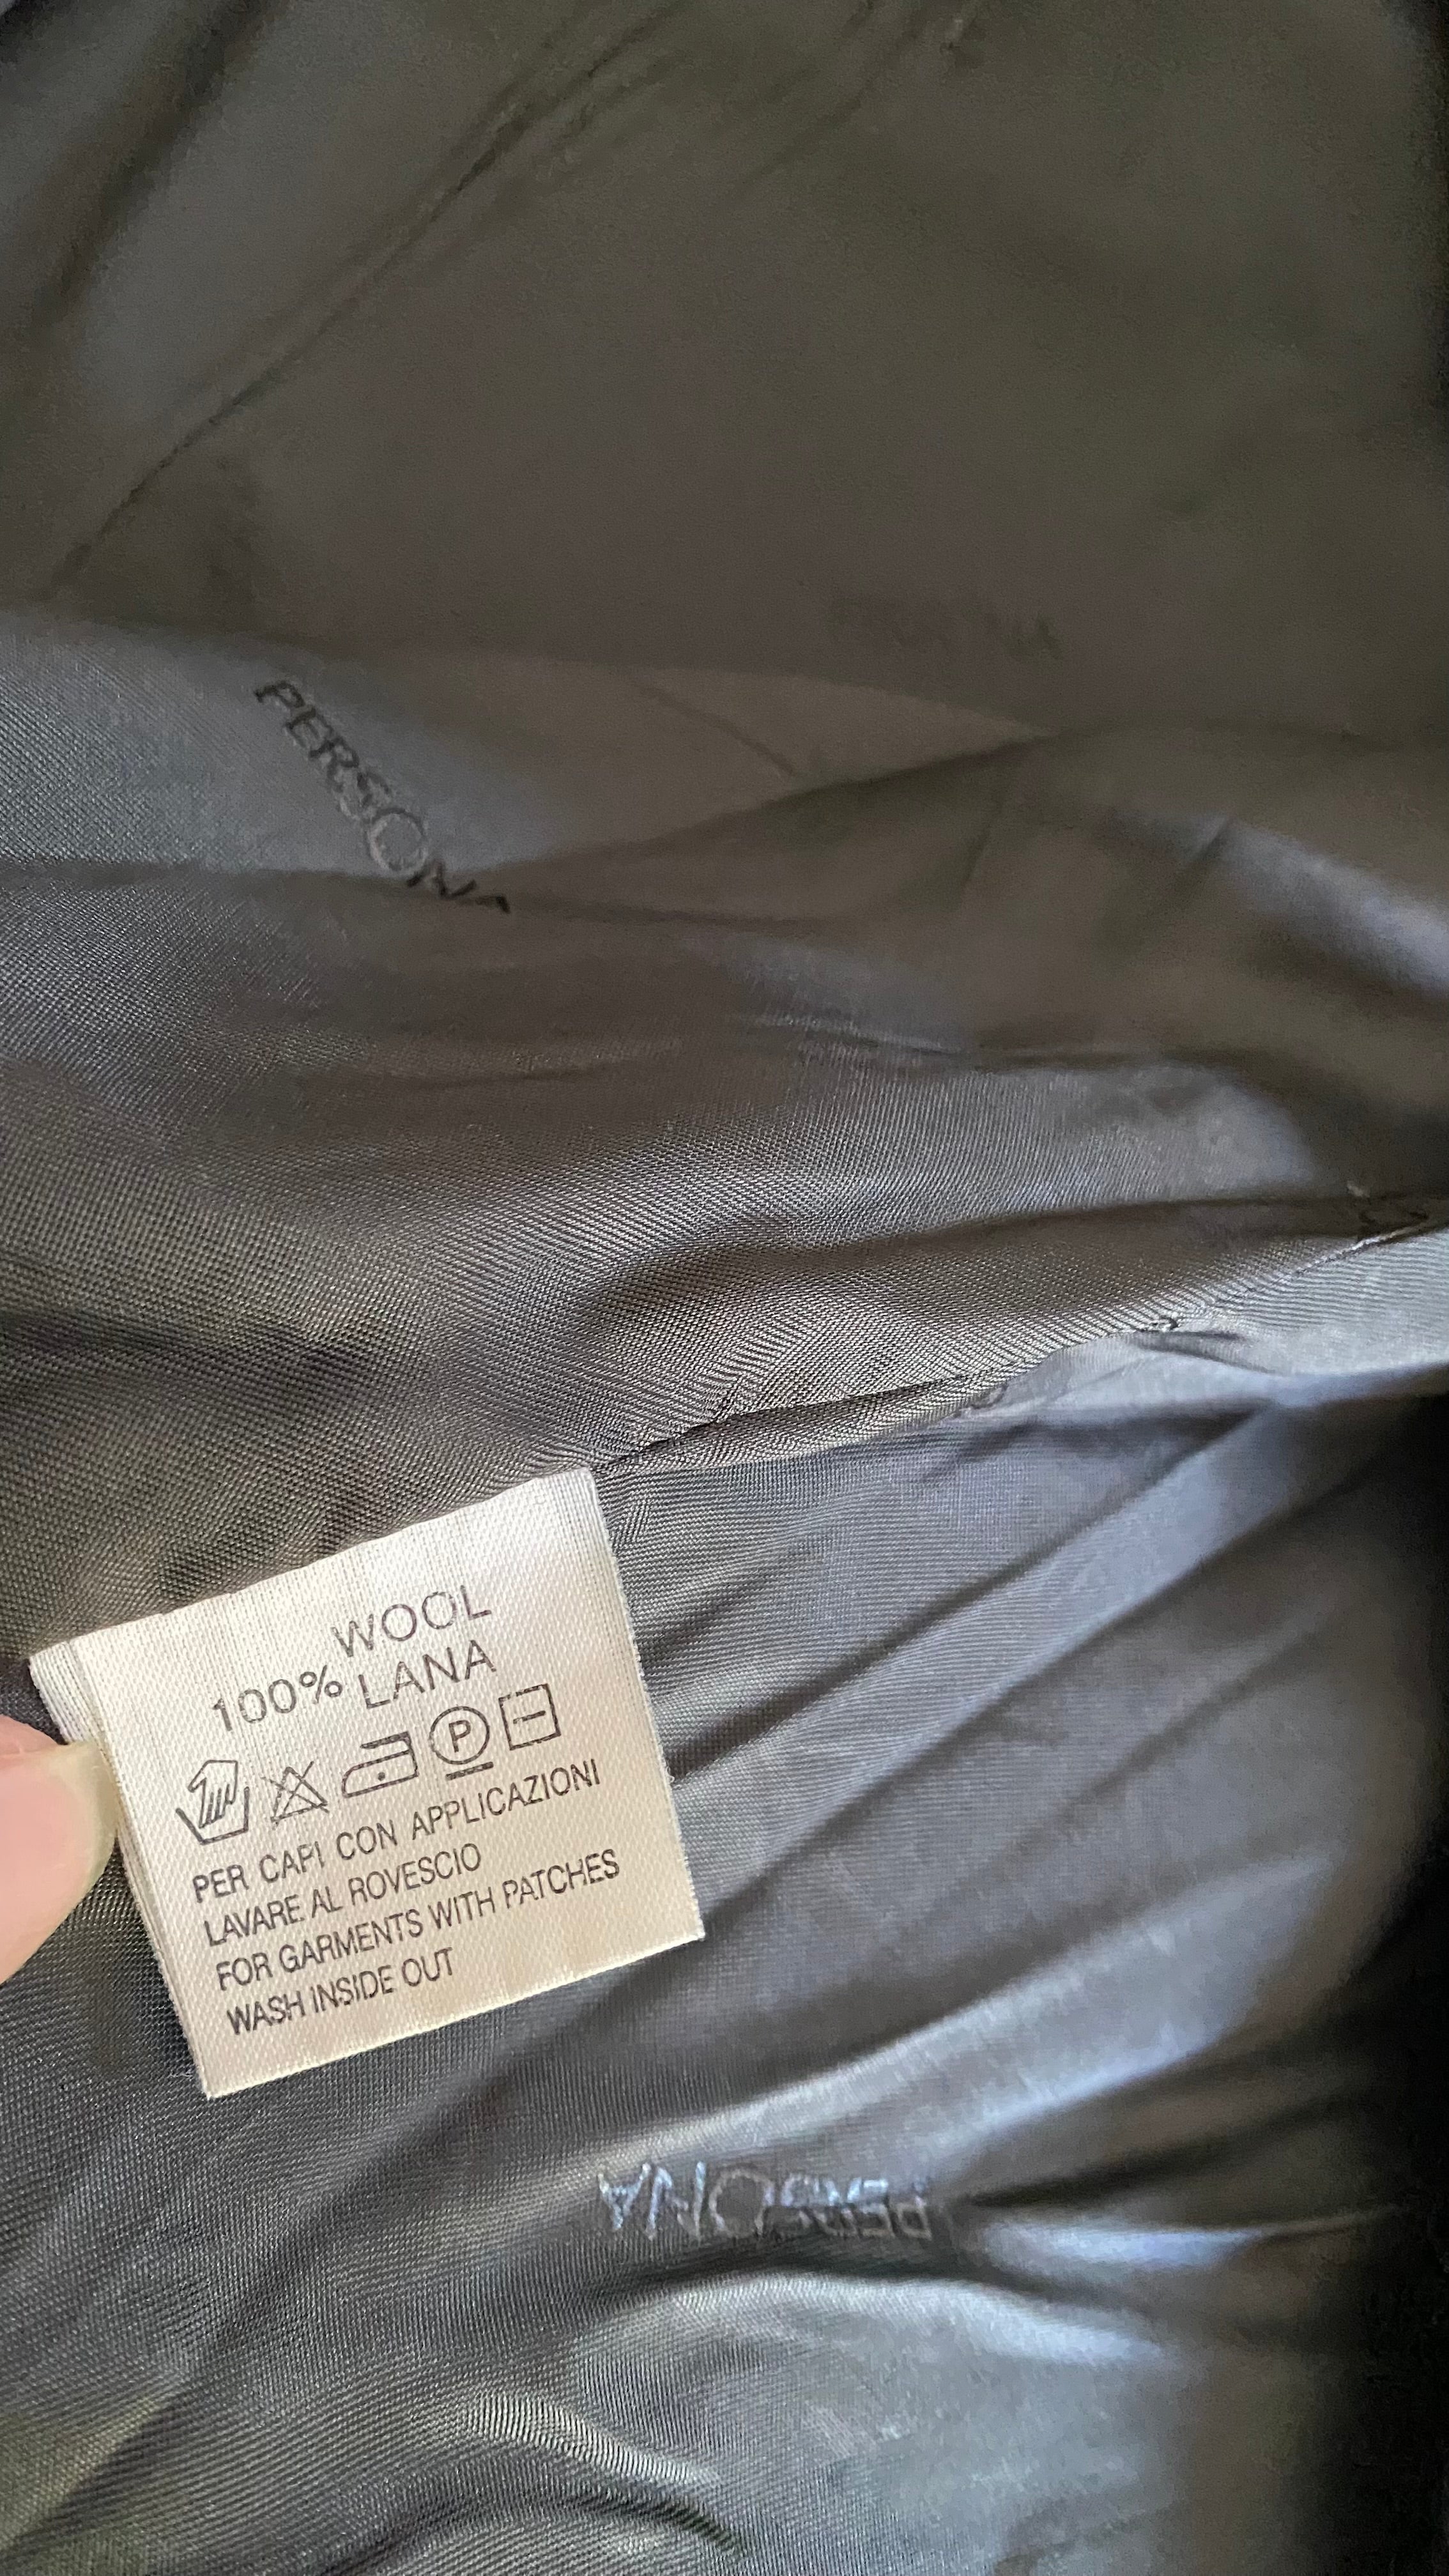 PERSONA
WOOL
100% LANA
P
PER CAPI CON APPLICAZIONI
LAVARE AL ROVESCIO
FOR GARMENTS WITH PATCHES
WASH INSIDE OUT
PERSONA